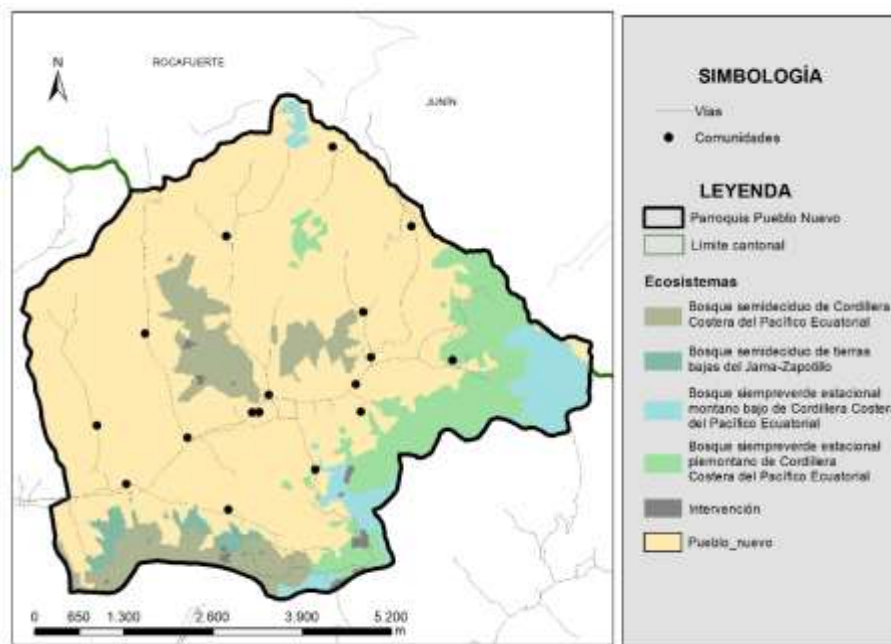 N
ROCAFUERTE
JUNÍN
0 650 1.300 2.600 3.900 5.200
m
SIMBOLOGÍA
Vías
Comunidades
LEYENDA
Parroquia Pueblo Nuevo
Límite cantonal
Ecosistemas
Bosque semideciduo de Cordillera
Costera del Pacífico Ecuatorial
Bosque semideciduo de tierras
bajas del Jama-Zapotillo
Bosque siempreverde estacional
montano bajo de Cordillera Costera
del Pacífico Ecuatorial
Bosque siempreverde estacional
piemontano de Cordillera
Costera del Pacífico Ecuatorial
Intervención
Pueblo_nuevo